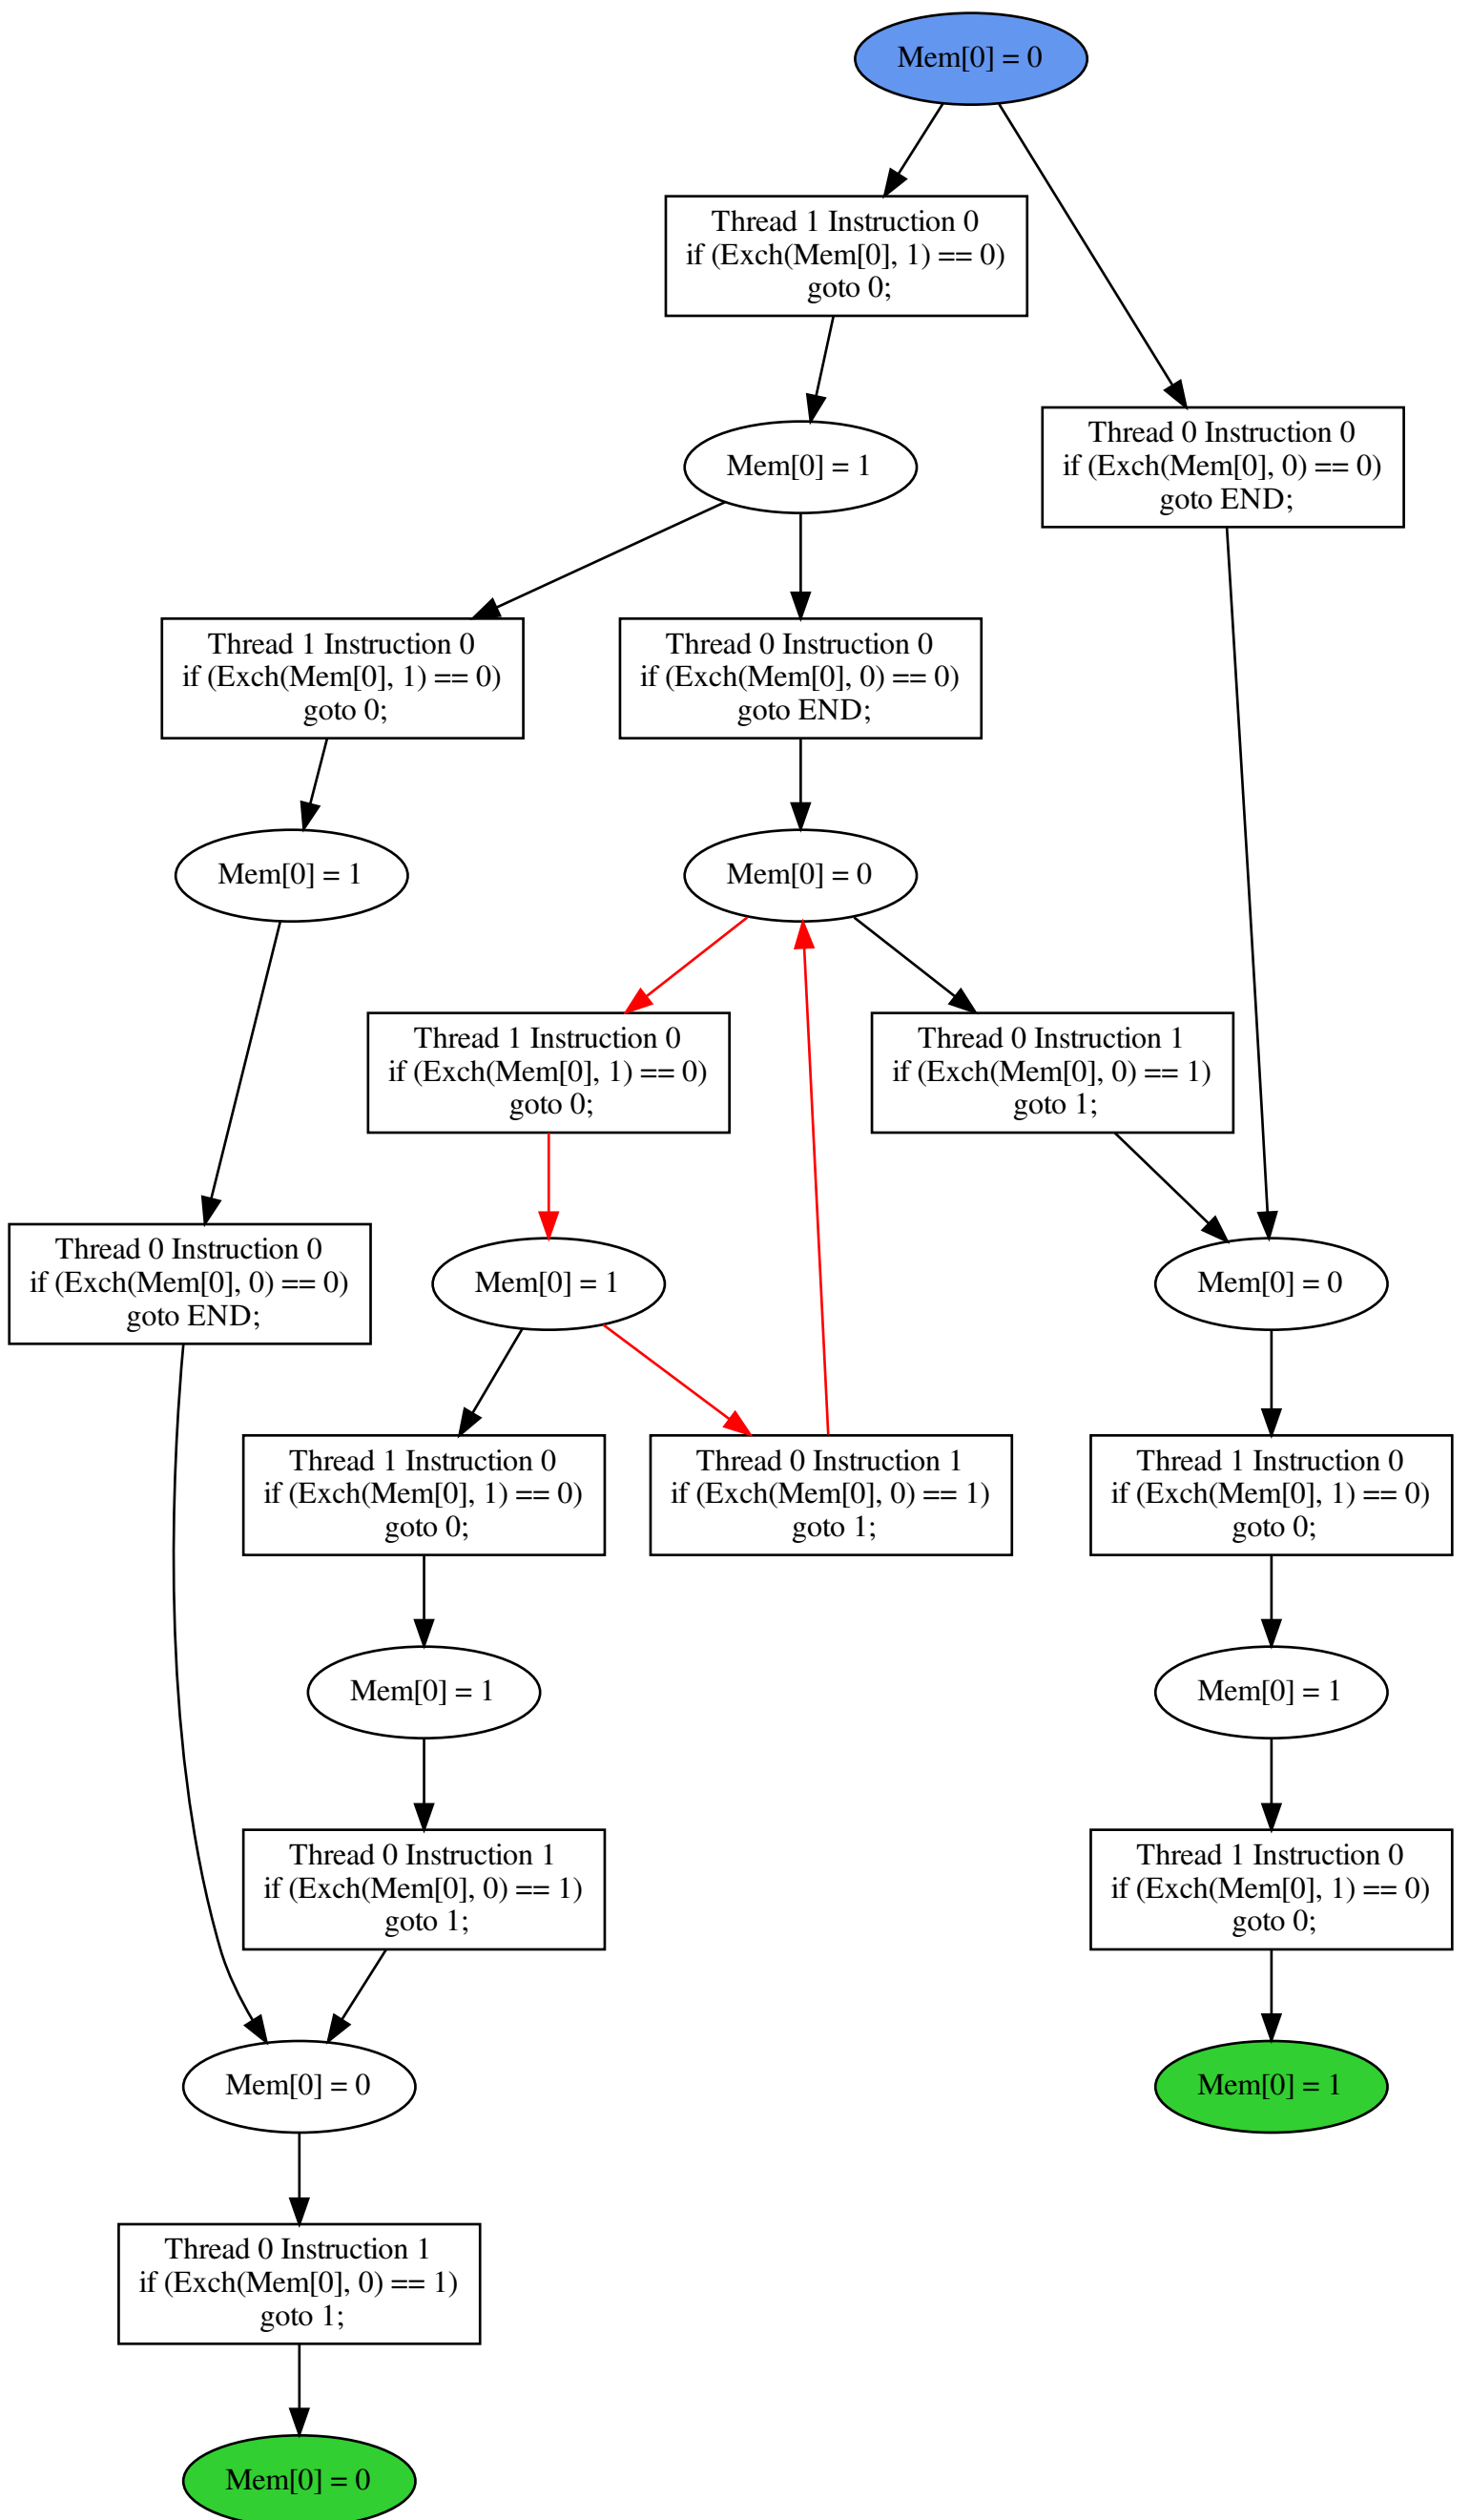 Mem[0] = 0
Thread 1 Instruction 0
if (Exch(Mem[0], 1) == 0)
goto 0;
Thread 0 Instruction 0
if (Exch(Mem[0], 0) == 0)
goto END;
Mem[0] = 1
Thread 1 Instruction 0
if (Exch(Mem[0], 1) == 0)
goto 0;
Thread 0 Instruction 0
if (Exch(Mem[0], 0) == 0)
goto END;
Mem[0] = 1
Mem[0] = 0
Thread 1 Instruction 0
if (Exch(Mem[0], 1) == 0)
goto 0;
Thread 0 Instruction 1
if (Exch(Mem[0], 0) == 1)
goto 1;
Thread 0 Instruction 0
if (Exch(Mem[0], 0) == 0)
goto END;
Mem[0] = 1
Mem[0] = 0
Thread 1 Instruction 0
if (Exch(Mem[0], 1) == 0)
goto 0;
Thread 0 Instruction 1
if (Exch(Mem[0], 0) == 1)
goto 1;
Thread 1 Instruction 0
if (Exch(Mem[0], 1) == 0)
goto 0;
Mem[0] = 1
Mem[0] = 1
Thread 0 Instruction 1
if (Exch(Mem[0], 0) == 1)
goto 1;
Thread 1 Instruction 0
if (Exch(Mem[0], 1) == 0)
goto 0;
Mem[0] = 0
Mem[0] = 1
Thread 0 Instruction 1
if (Exch(Mem[0], 0) == 1)
goto 1;
Mem[0] = 0